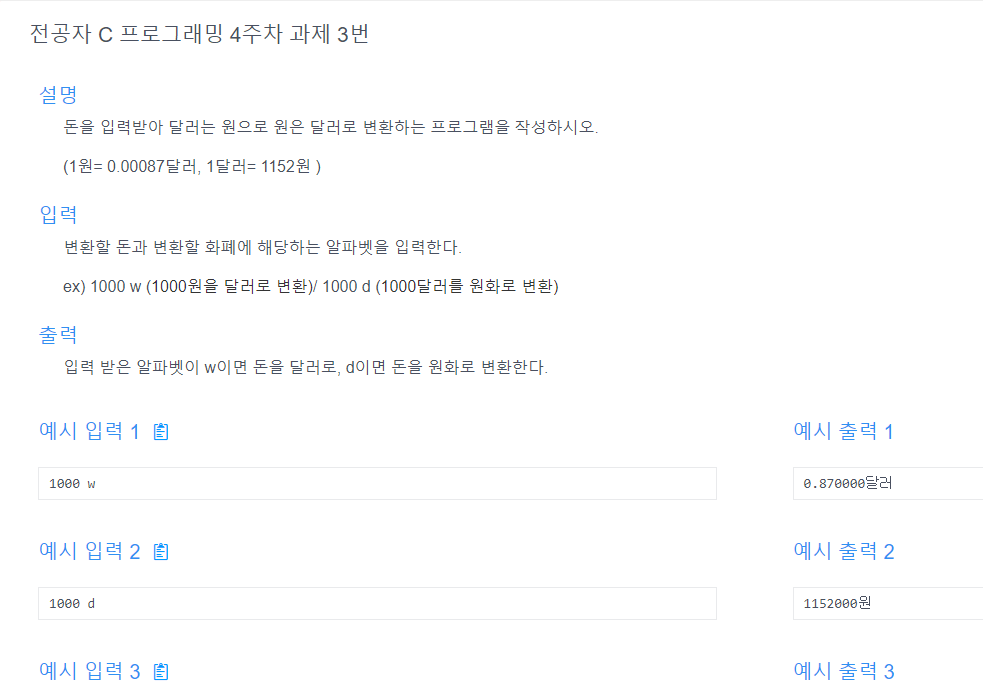 전공자 C 프로그래밍 4주차 과제 3번
설명
돈을 입력받아 달러는 원으로 원은 달러로 변환하는 프로그램을 작성하시오.
(1원= 0.00087달러, 1달러= 1152원 )
입력
변환할 돈과 변환할 화폐에 해당하는 알파벳을 입력한다.
ex) 1000 w (1000원을 달러로 변환)/ 1000 d (1000달러를 원화로 변환)
출력
입력 받은 알파벳이 w이면 돈을 달러로, d이면 돈을 원화로 변환한다.
예시 입력 1
예시 출력 1
1000 w
0.870000달러
예시 입력 2
예시 출력 2
1000 d
1152000원
예시 입력 3
예시 출력 3